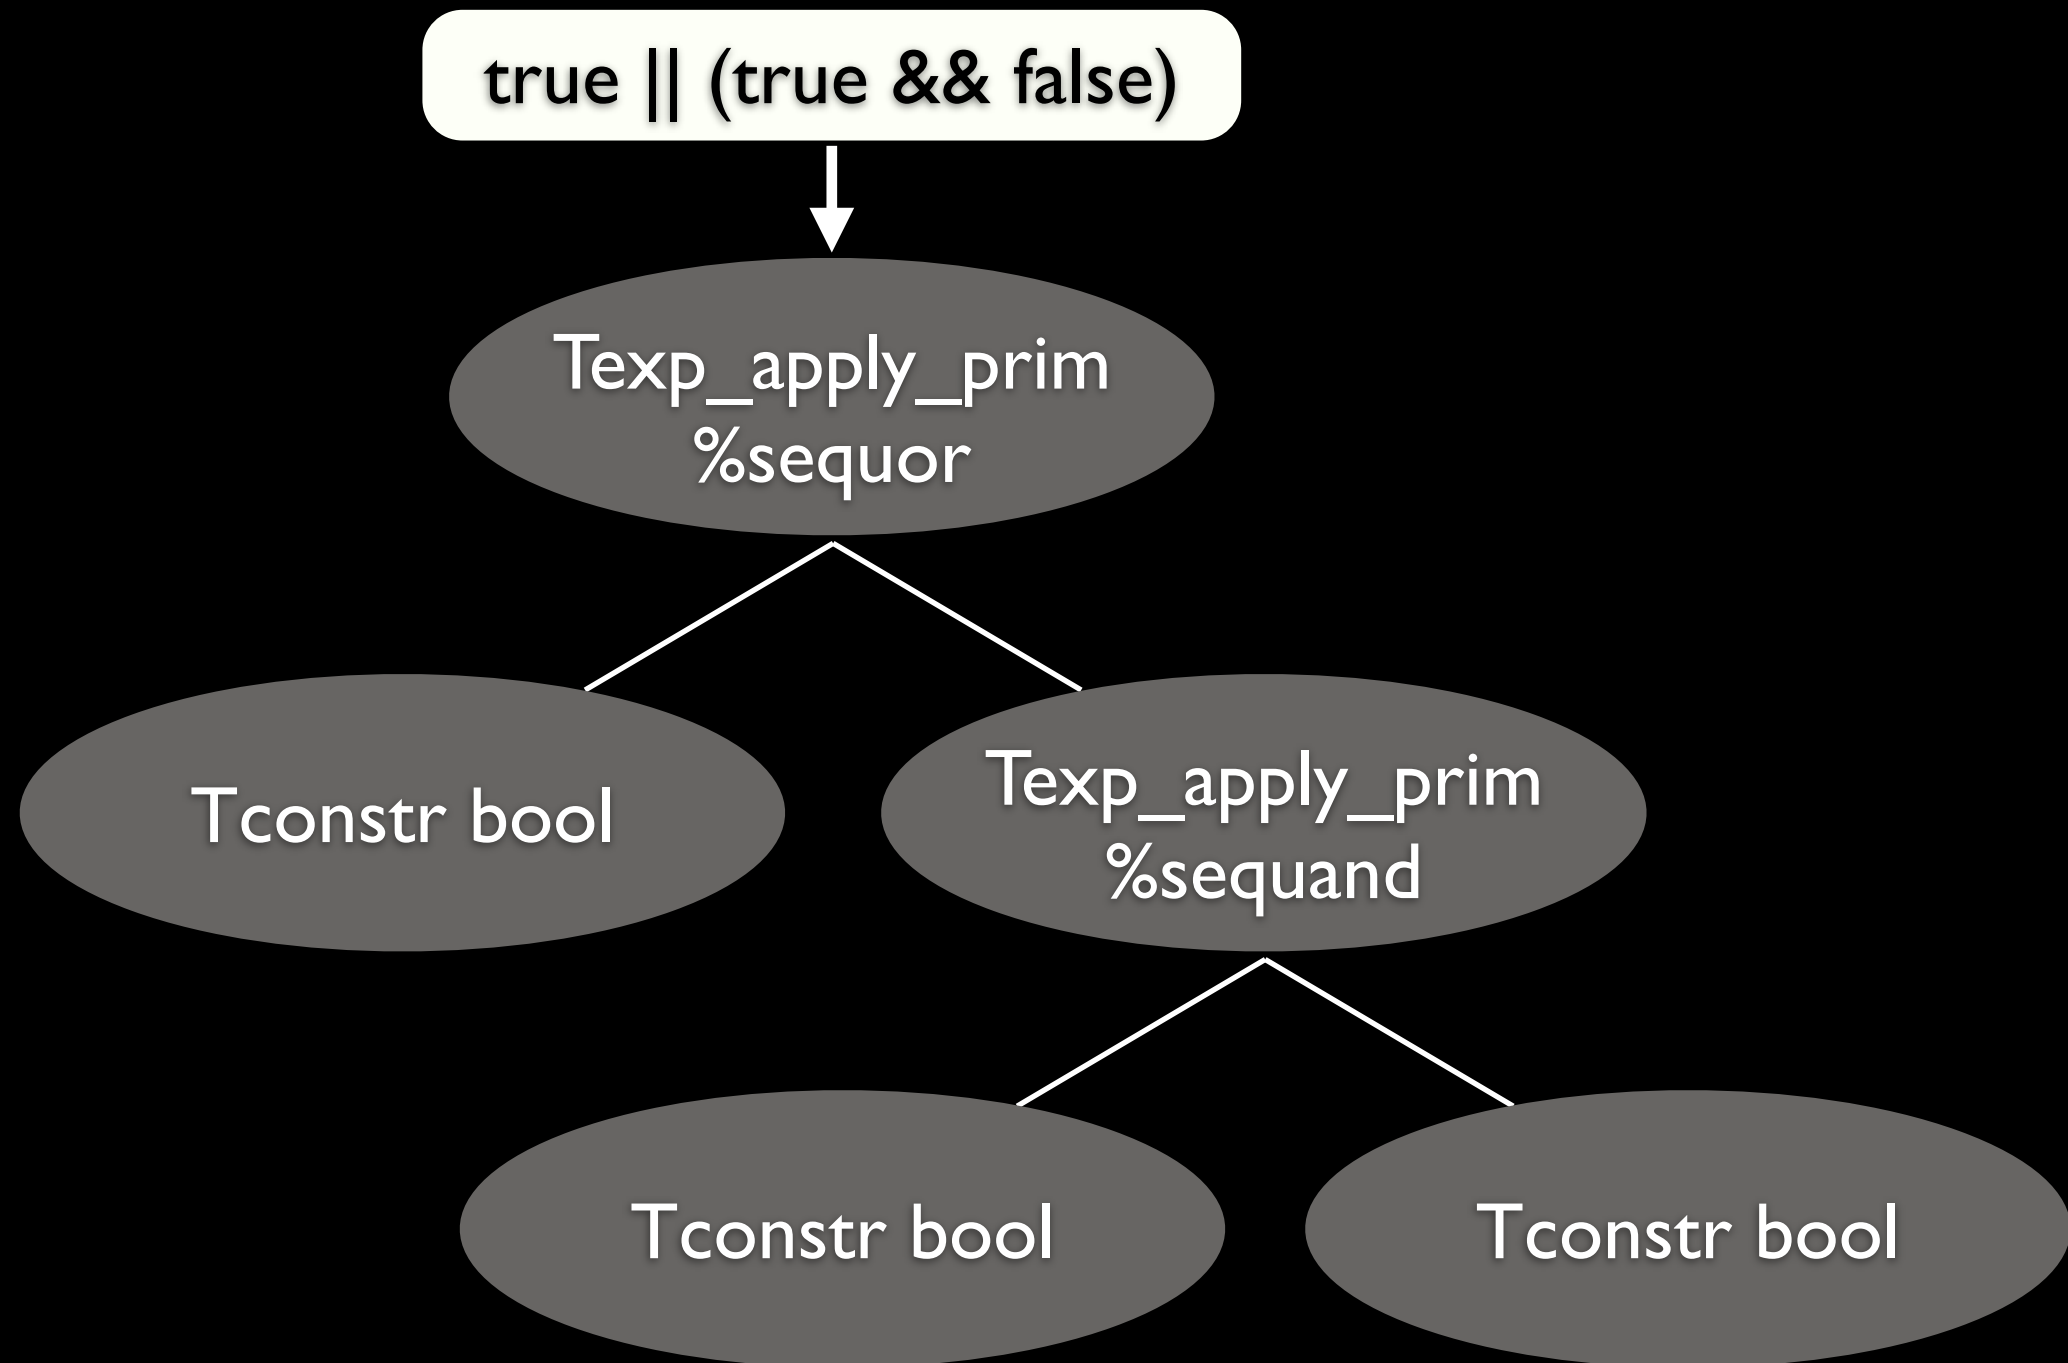 true || (true && false)
Texp_apply_prim
%sequor
Tconstr bool
Texp_apply_prim
%sequand
Tconstr bool
Tconstr bool